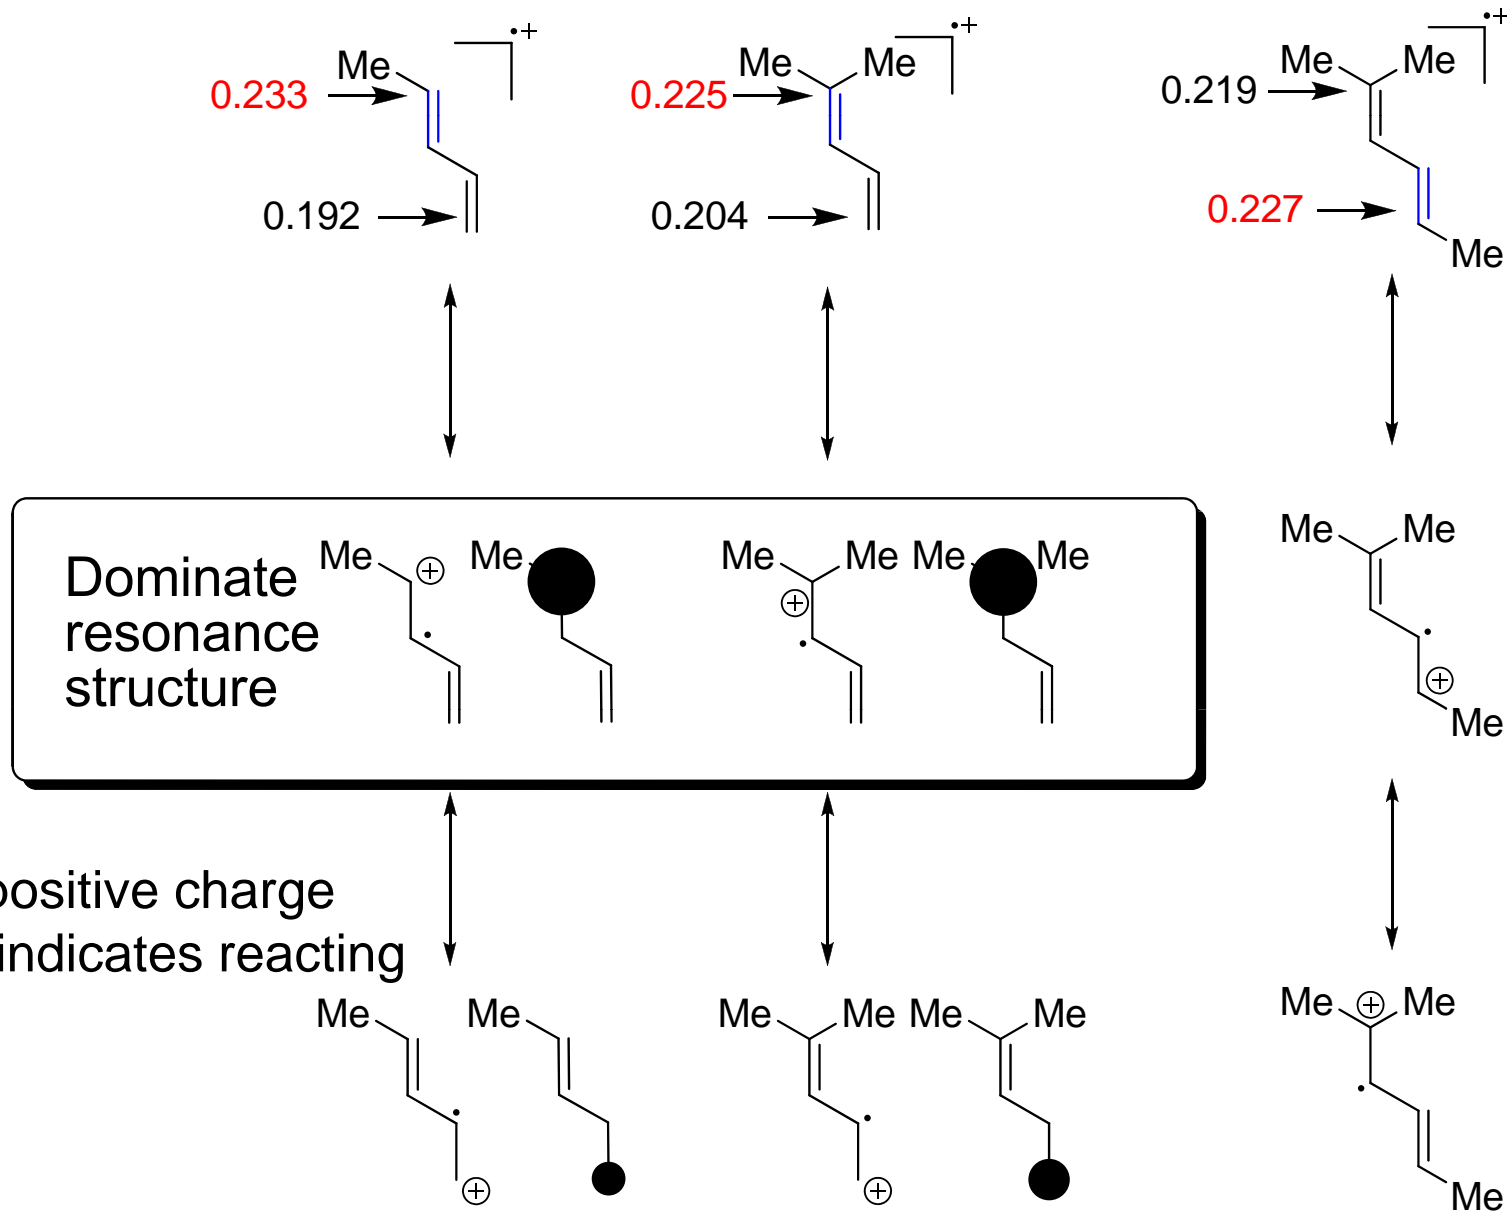 •+ •+ •+
Me Me Me Me Me
0.233 0.225 0.219
0.192 0.204 0.227
Me
Me Me Me Me Me Me Me Me
Dominate
resonance
structure
Me
positive charge
indicates reacting
Me Me Me Me Me Me Me Me
Me